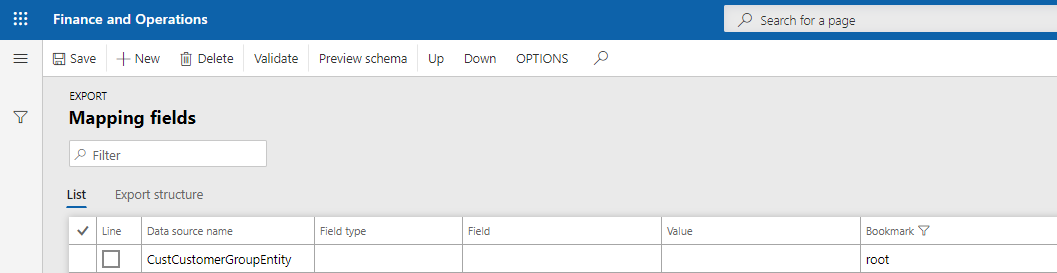 Finance and Operations
Search for a page
Save New Delete Validate Preview schema Up Down OPTIONS
EXPORT
Mapping fields
Filter
List Export structure
Line Data source name Field type Field Value Bookmark
CustCustomerGroupEntity root